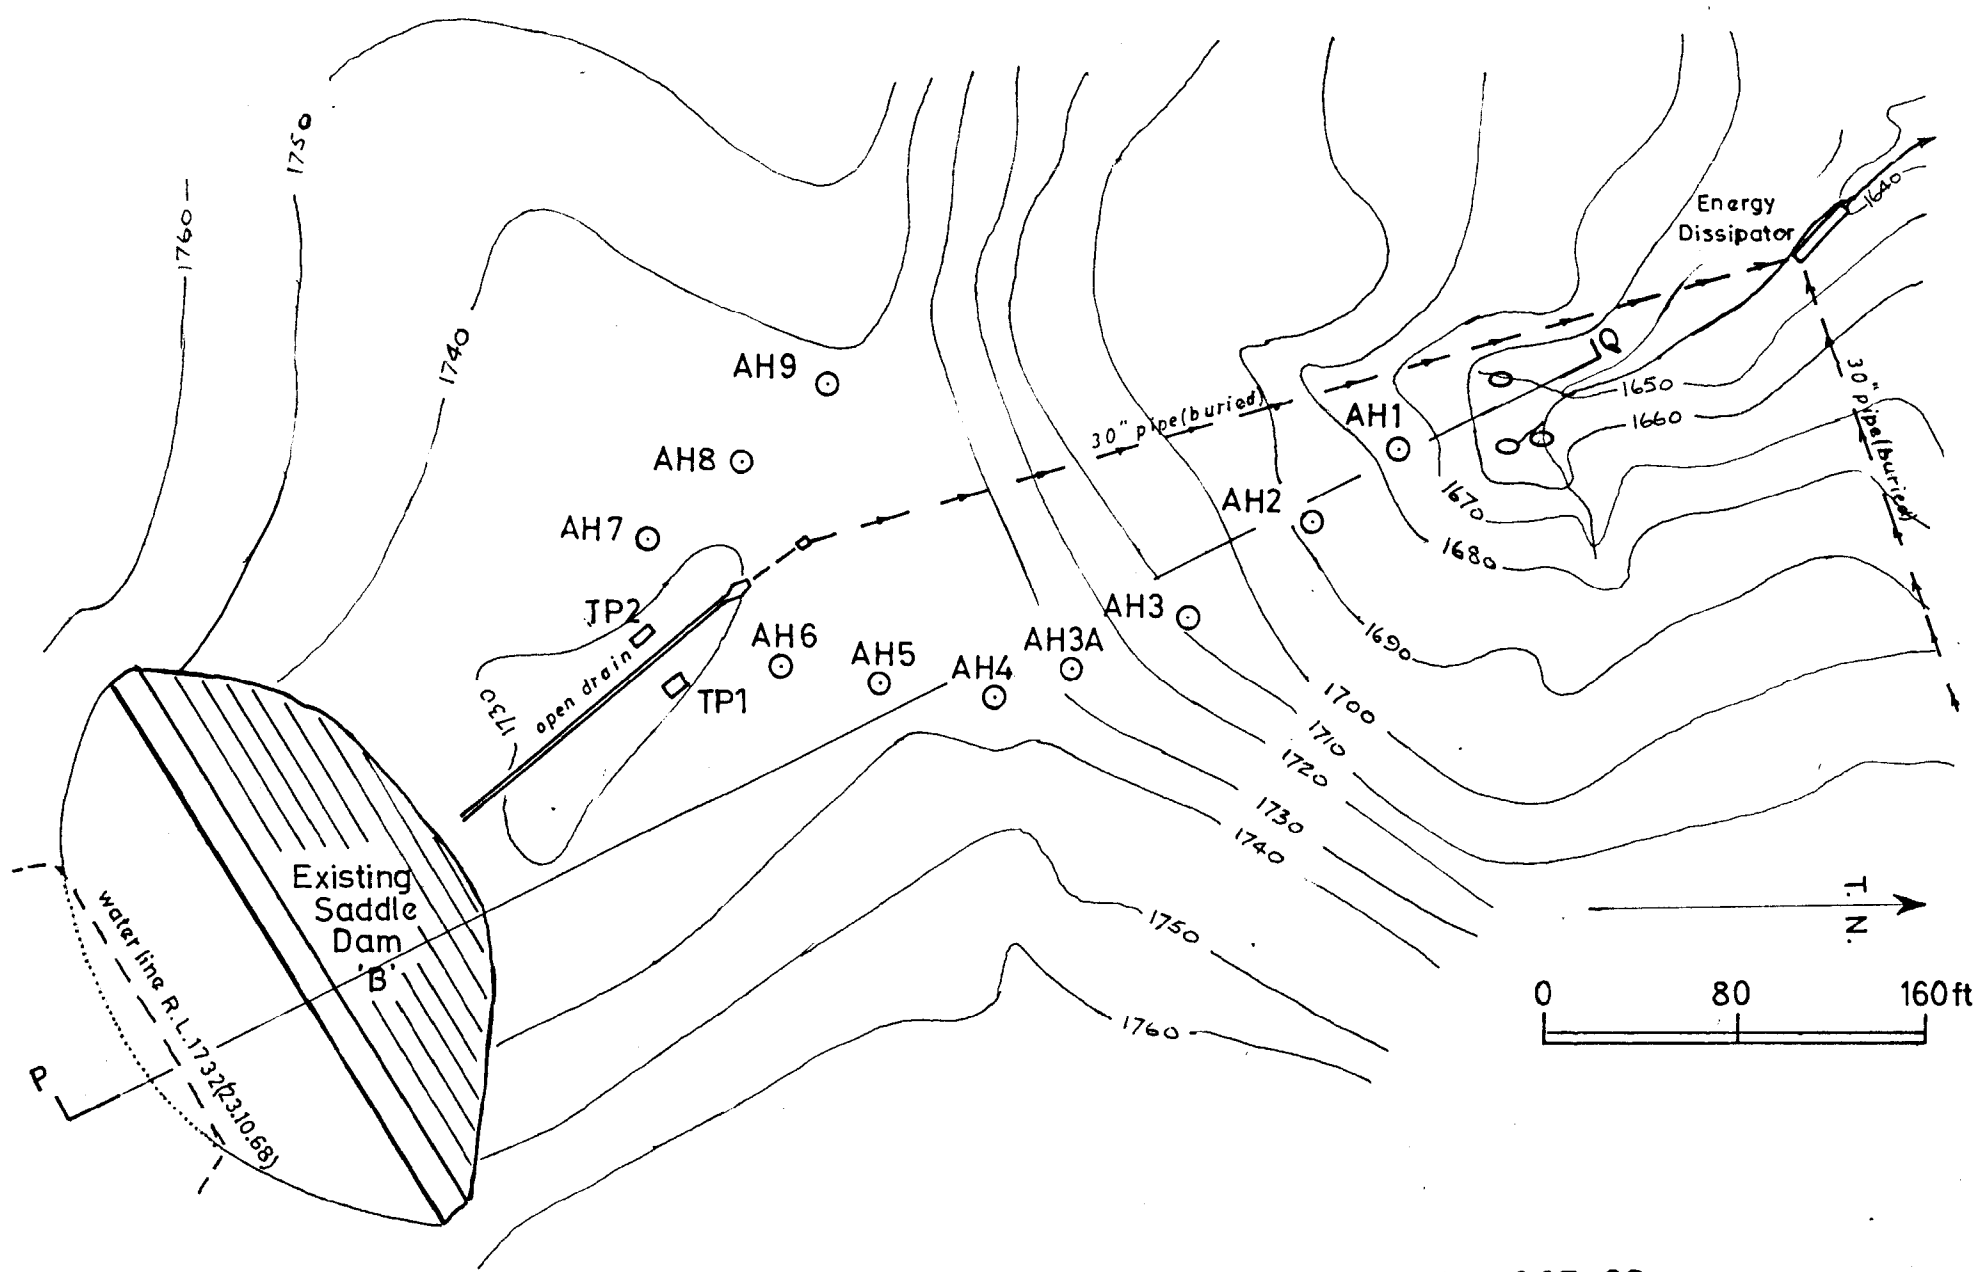 1760
1750
1740
Energy
Dissipator
1640
AH9
30" pipe(buried)
AH1
1650
1660
30" pipe(buried)
AH8
AH7
AH2
1670
1680
TP2
AH6
AH5
AH4
AH3A
AH3
1690
open drain
TP1
1730
1700
1710
1720
1730
1740
Existing
Saddle
Dam
'B'
water line R.L.1732(23.10.68)
1750
1760
T.N.
0 80 160 ft
P
Q